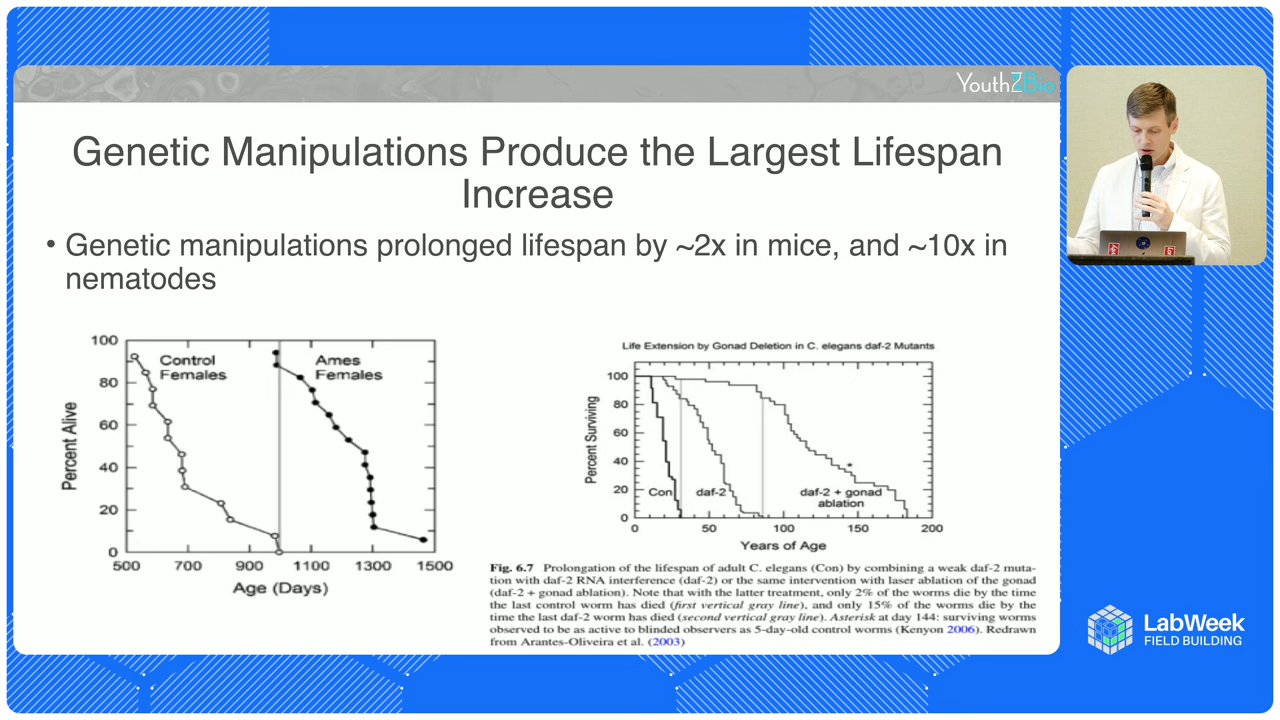 YouthZBio
Genetic Manipulations Produce the Largest Lifespan
Increase
• Genetic manipulations prolonged lifespan by ~2x in mice, and ~10x in
nematodes
100
80
60
40
20
0
Percent Alive
Control
Females
Ames
Females
500 700 900 1100 1300 1500
Age (Days)
Life Extension by Gonad Deletion in C. elegans daf-2 Mutants
100
80
60
40
20
0
Percent Surviving
Con
daf-2
daf-2 + gonad
ablation
*
0 50 100 150 200
Years of Age
Fig. 6.7 Prolongation of the lifespan of adult C. elegans (Con) by combining a weak daf-2 muta-
tion with daf-2 RNA interference (daf-2) or the same intervention with laser ablation of the gonad
(daf-2 + gonad ablation). Note that with the latter treatment, only 2% of the worms die by the time
the last control worm has died (first vertical gray line), and only 15% of the worms die by the
time the last daf-2 worm has died (second vertical gray line). Asterisk at day 144: surviving worms
observed to be as active to blinded observers as 5-day-old control worms (Kenyon 2006). Redrawn
from Arantes-Oliveira et al. (2003)
LabWeek
FIELD BUILDING